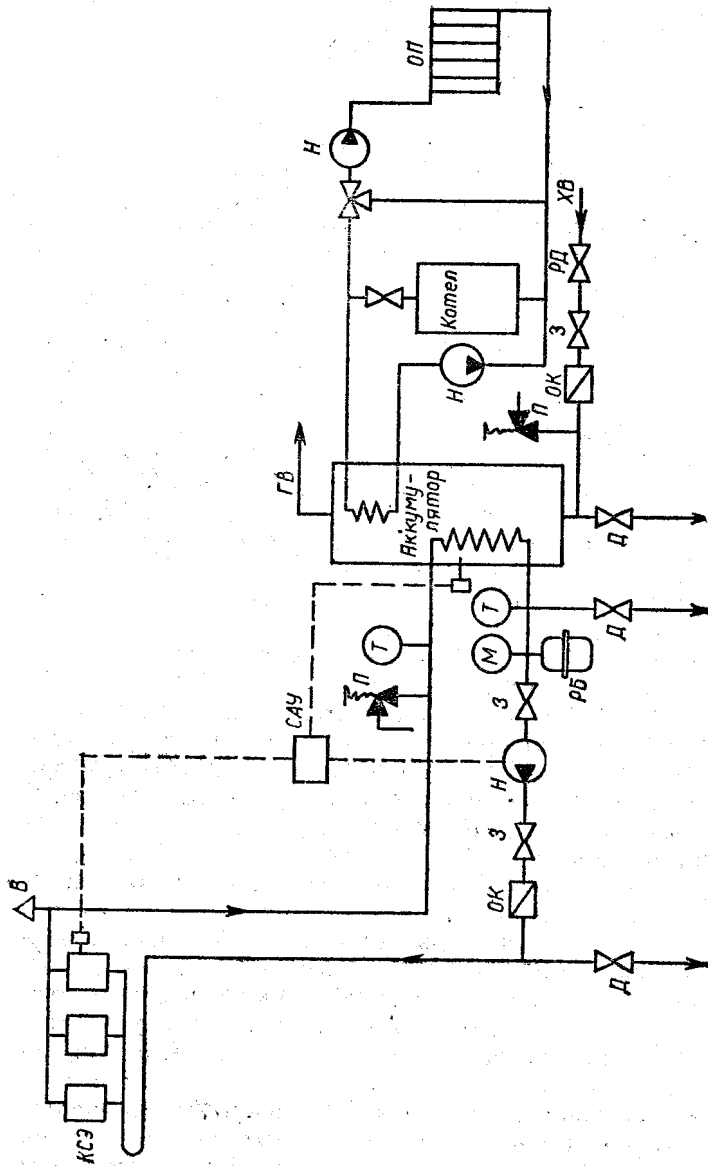 КСЭ
В
САУ
П
Т
ОК
З
Н
З
М
Т
РБ
Д
Д
Д
Аккуму-
лятор
ГВ
Н
Котел
Н
ОП
П
ОК
З
РД
ХВ